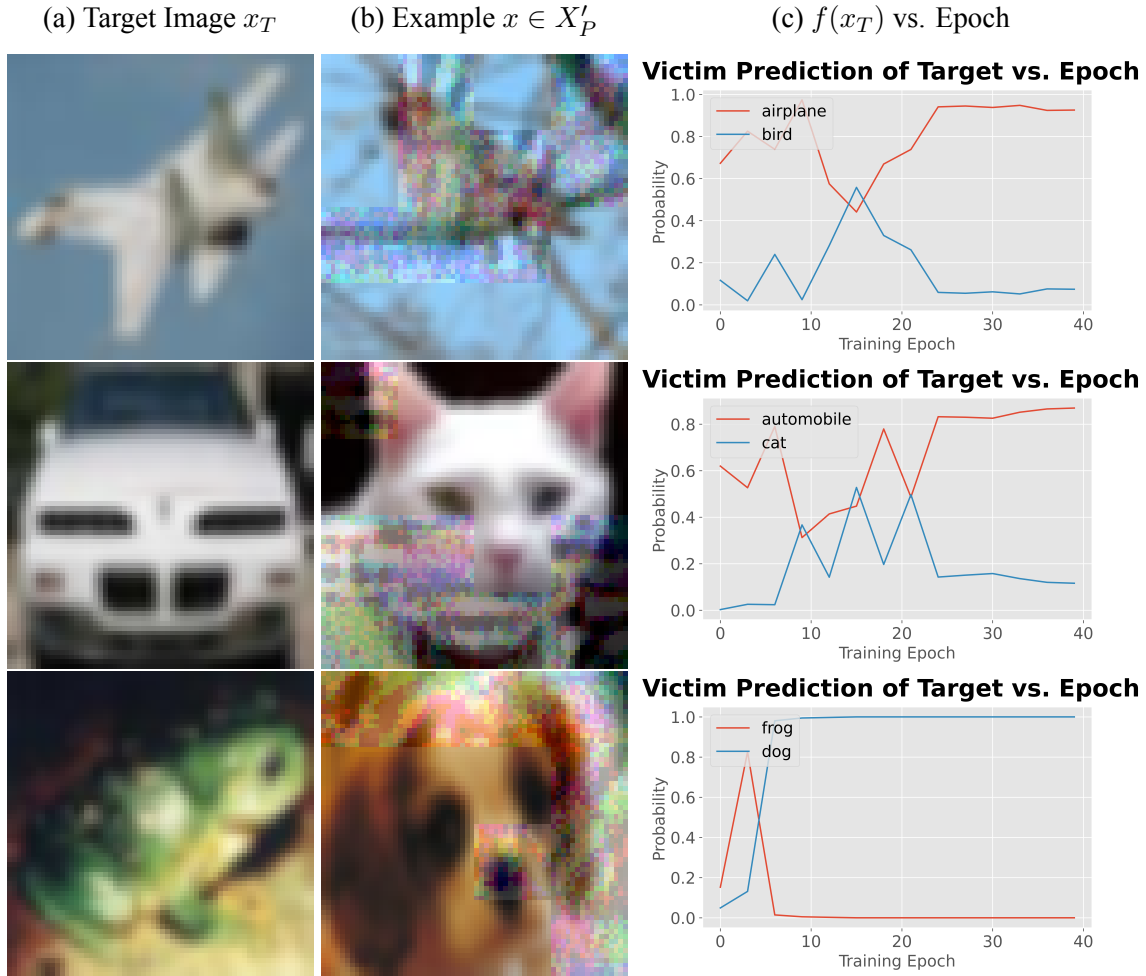 (a) Target Image $x_T$
(b) Example $x \in X'_P$
(c) $f(x_T)$ vs. Epoch
Victim Prediction of Target vs. Epoch
1.0
0.8
0.6
0.4
0.2
0.0
Probability
airplane
bird
0
10
20
30
40
Training Epoch
Victim Prediction of Target vs. Epoch
0.8
0.6
0.4
0.2
0.0
Probability
automobile
cat
0
10
20
30
40
Training Epoch
Victim Prediction of Target vs. Epoch
1.0
0.8
0.6
0.4
0.2
0.0
Probability
frog
dog
0
10
20
30
40
Training Epoch